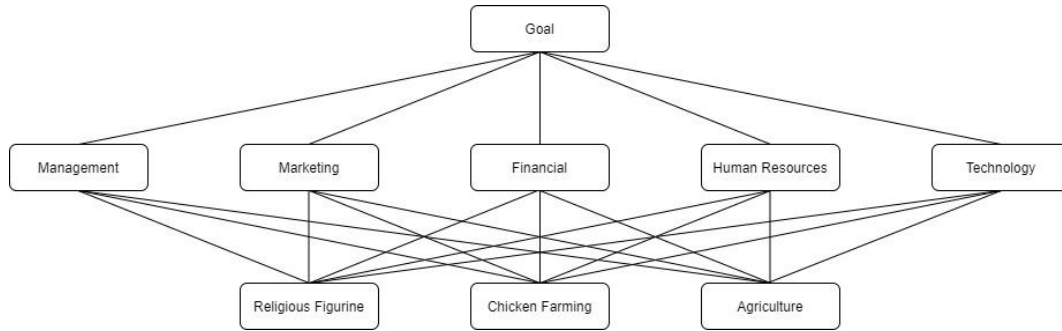 Goal
Management
Marketing
Financial
Human Resources
Technology
Religious Figurine
Chicken Farming
Agriculture